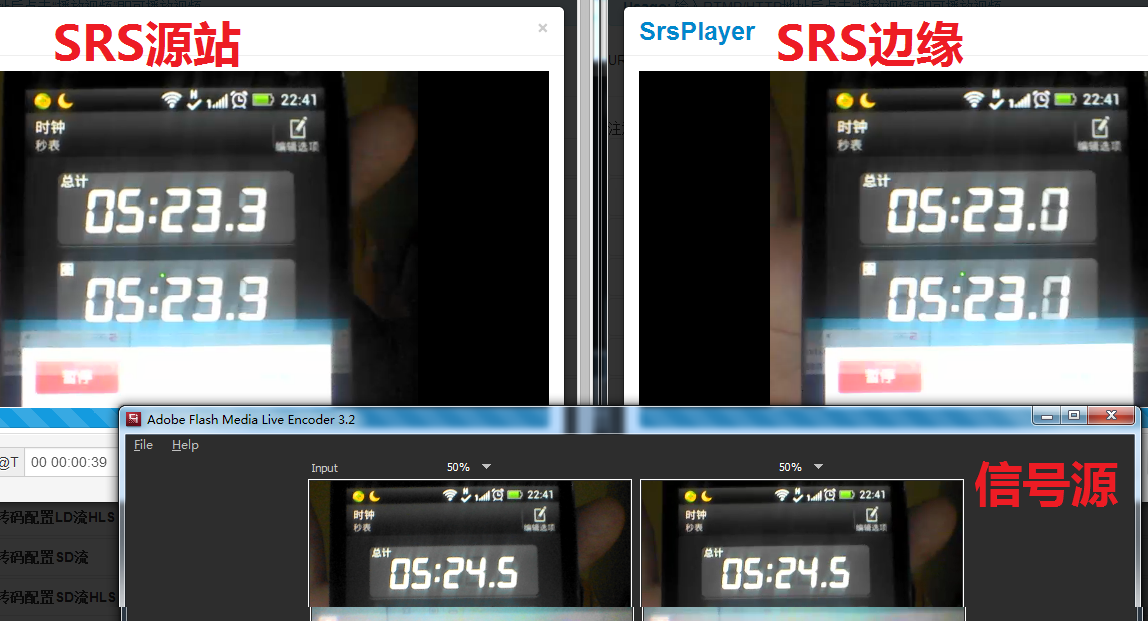 SRS源站
×
SrsPlayer
SRS边缘
22:41
时钟
秒表
编辑选项
总计
05:23.3
05:23.3
暂停
22:41
时钟
秒表
编辑选项
总计
05:23.0
05:23.0
暂停
@T
00 00:00:39
转码配置LD流HLS
转码配置SD流
转码配置SD流HLS
Adobe Flash Media Live Encoder 3.2
File
Help
Input
50%
50%
信号源
22:41
时钟
秒表
编辑选项
总计
05:24.5
22:41
时钟
秒表
编辑选项
总计
05:24.5